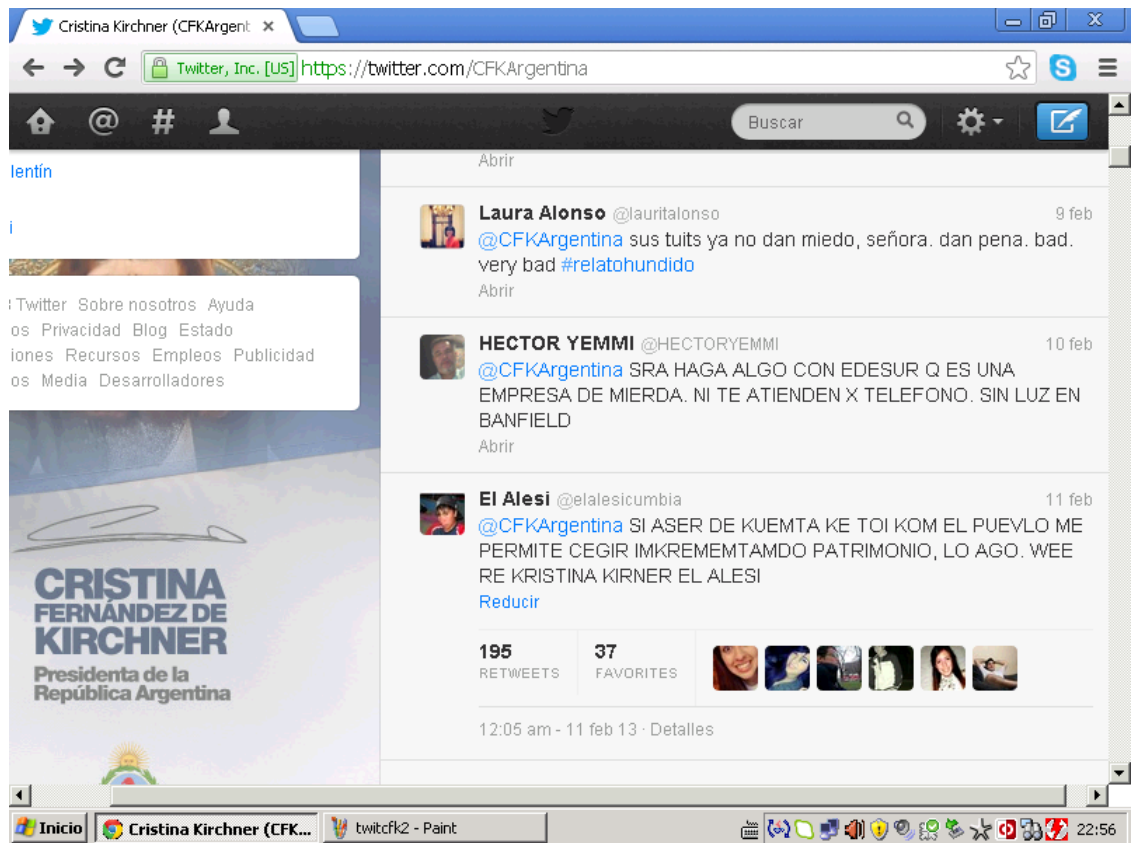 Cristina Kirchner (CFKArgent
Twitter, Inc. [US] https://twitter.com/CFKArgentina
Buscar
lentín
i
3 Twitter Sobre nosotros Ayuda
os Privacidad Blog Estado
iones Recursos Empleos Publicidad
os Media Desarrolladores
CRISTINA
FERNÁNDEZ DE
KIRCHNER
Presidenta de la
República Argentina
Abrir
Laura Alonso @lauritalonso 9 feb
@CFKArgentina sus tuits ya no dan miedo, señora. dan pena. bad.
very bad #relatohundido
Abrir
HECTOR YEMMI @HECTORYEMMI 10 feb
@CFKArgentina SRA HAGA ALGO CON EDESUR Q ES UNA
EMPRESA DE MIERDA. NI TE ATIENDEN X TELEFONO. SIN LUZ EN
BANFIELD
Abrir
El Alesi @elalesicumbia 11 feb
@CFKArgentina SI ASER DE KUEMTA KE TOI KOM EL PUEVLO ME
PERMITE CEGIR IMKREMEMTAMDO PATRIMONIO, LO AGO. WEE
RE KRISTINA KIRNER EL ALESI
Reducir
195 37
RETWEETS FAVORITES
12:05 am - 11 feb 13 · Detalles
Inicio Cristina Kirchner (CFK... twitcfk2 - Paint 22:56